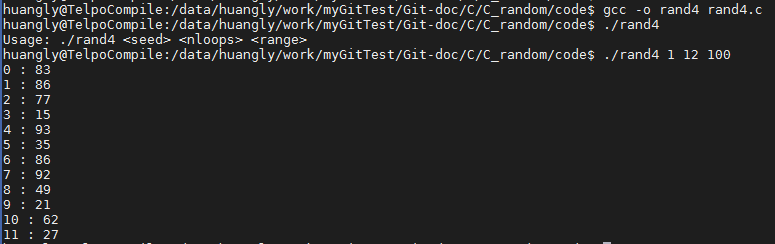 huangly@TelpoCompile:/data/huangly/work/myGitTest/Git-doc/C/C_random/code$ gcc -o rand4 rand4.c
huangly@TelpoCompile:/data/huangly/work/myGitTest/Git-doc/C/C_random/code$ ./rand4
Usage: ./rand4 <seed> <nloops> <range>
huangly@TelpoCompile:/data/huangly/work/myGitTest/Git-doc/C/C_random/code$ ./rand4 1 12 100
0 : 83
1 : 86
2 : 77
3 : 15
4 : 93
5 : 35
6 : 86
7 : 92
8 : 49
9 : 21
10 : 62
11 : 27